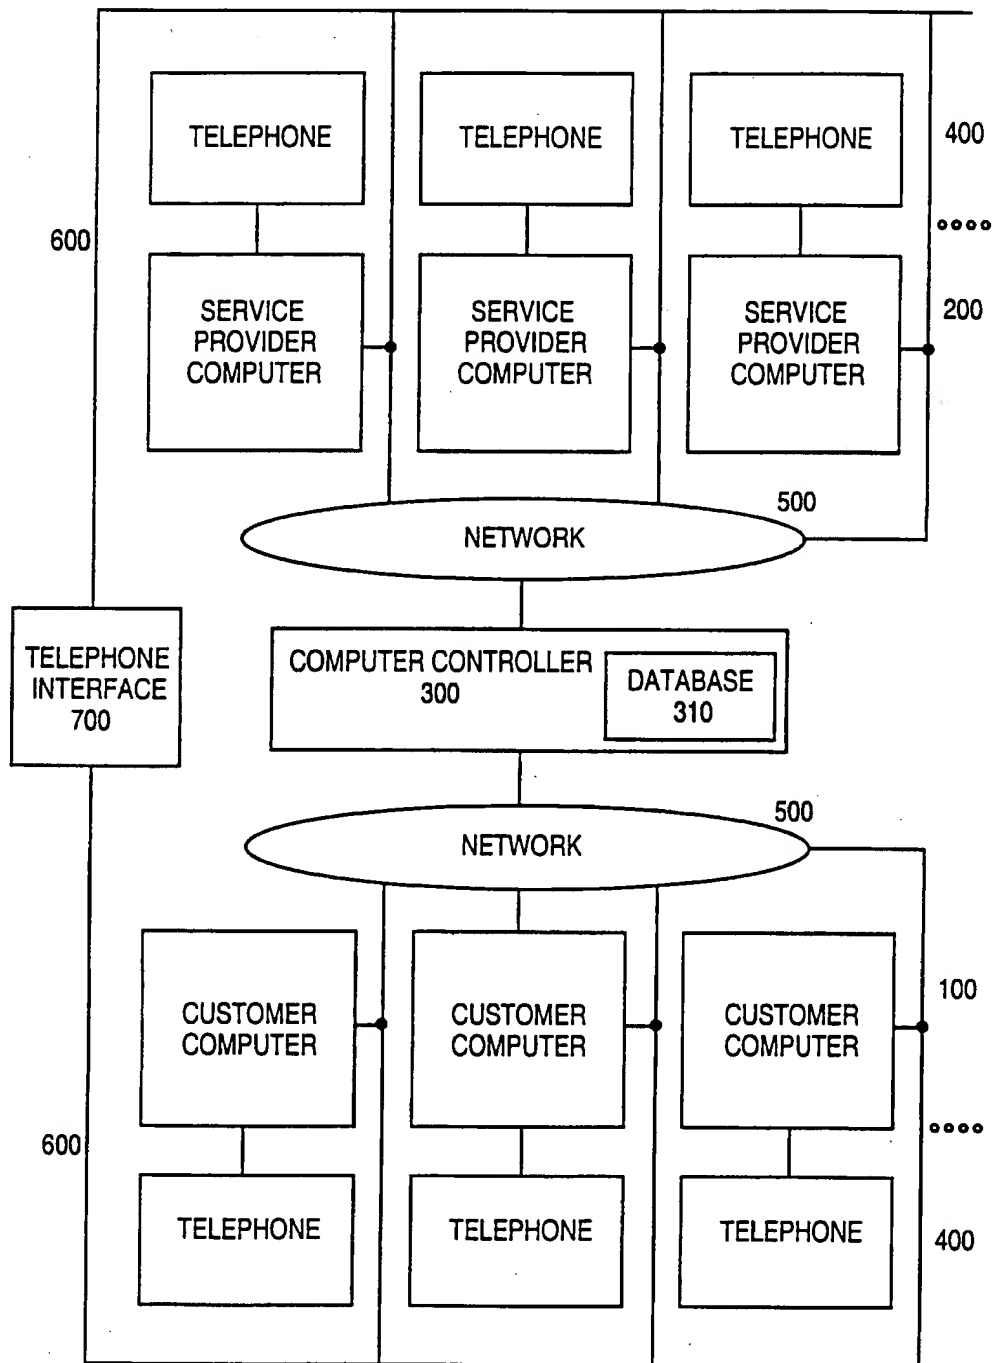 TELEPHONE
TELEPHONE
TELEPHONE
400
600
SERVICE
PROVIDER
COMPUTER
SERVICE
PROVIDER
COMPUTER
SERVICE
PROVIDER
COMPUTER
200
500
NETWORK
TELEPHONE
INTERFACE
700
COMPUTER CONTROLLER
300
DATABASE
310
500
NETWORK
CUSTOMER
COMPUTER
CUSTOMER
COMPUTER
CUSTOMER
COMPUTER
100
600
TELEPHONE
TELEPHONE
TELEPHONE
400